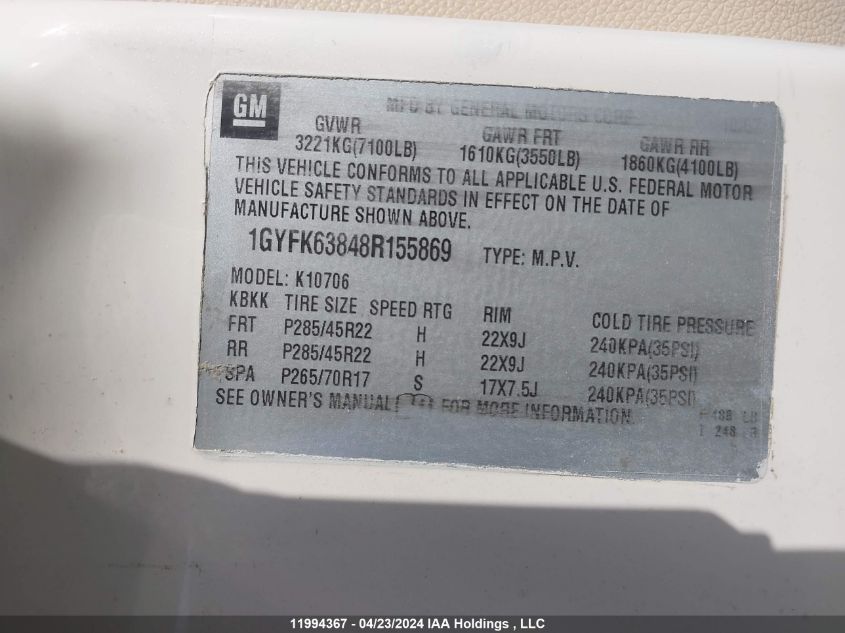 GM
MFD BY GENERAL MOTORS CORP
GVWR GAWR FRT GAWR RR
3221KG(7100LB) 1610KG(3550LB) 1860KG(4100LB)
THIS VEHICLE CONFORMS TO ALL APPLICABLE U.S. FEDERAL MOTOR
VEHICLE SAFETY STANDARDS IN EFFECT ON THE DATE OF
MANUFACTURE SHOWN ABOVE.
1GYFK63848R155869 TYPE: M.P.V.
MODEL: K10706
KBKK TIRE SIZE SPEED RTG RIM COLD TIRE PRESSURE
FRT P285/45R22 H 22X9J 240KPA(35PSI)
RR P285/45R22 H 22X9J 240KPA(35PSI)
SPA P265/70R17 S 17X7.5J 240KPA(35PSI)
SEE OWNER'S MANUAL FOR MORE INFORMATION.
11994367 - 04/23/2024 IAA Holdings , LLC